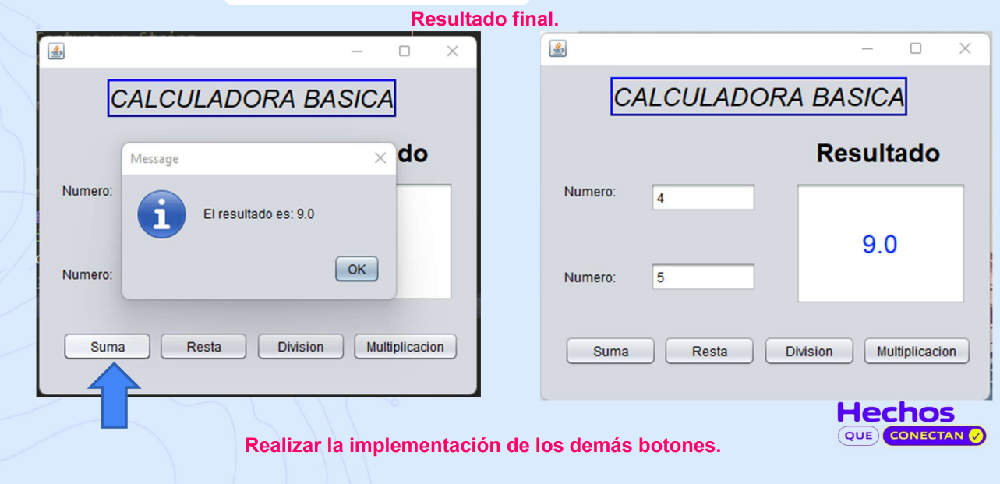 Resultado final.
CALCULADORA BASICA
do
Message
El resultado es: 9.0
OK
Numero:
Numero:
Suma Resta Division Multiplicacion
CALCULADORA BASICA
Resultado
Numero: 4
9.0
Numero: 5
Suma Resta Division Multiplicacion
Realizar la implementación de los demás botones.
Hechos
QUE CONECTAN